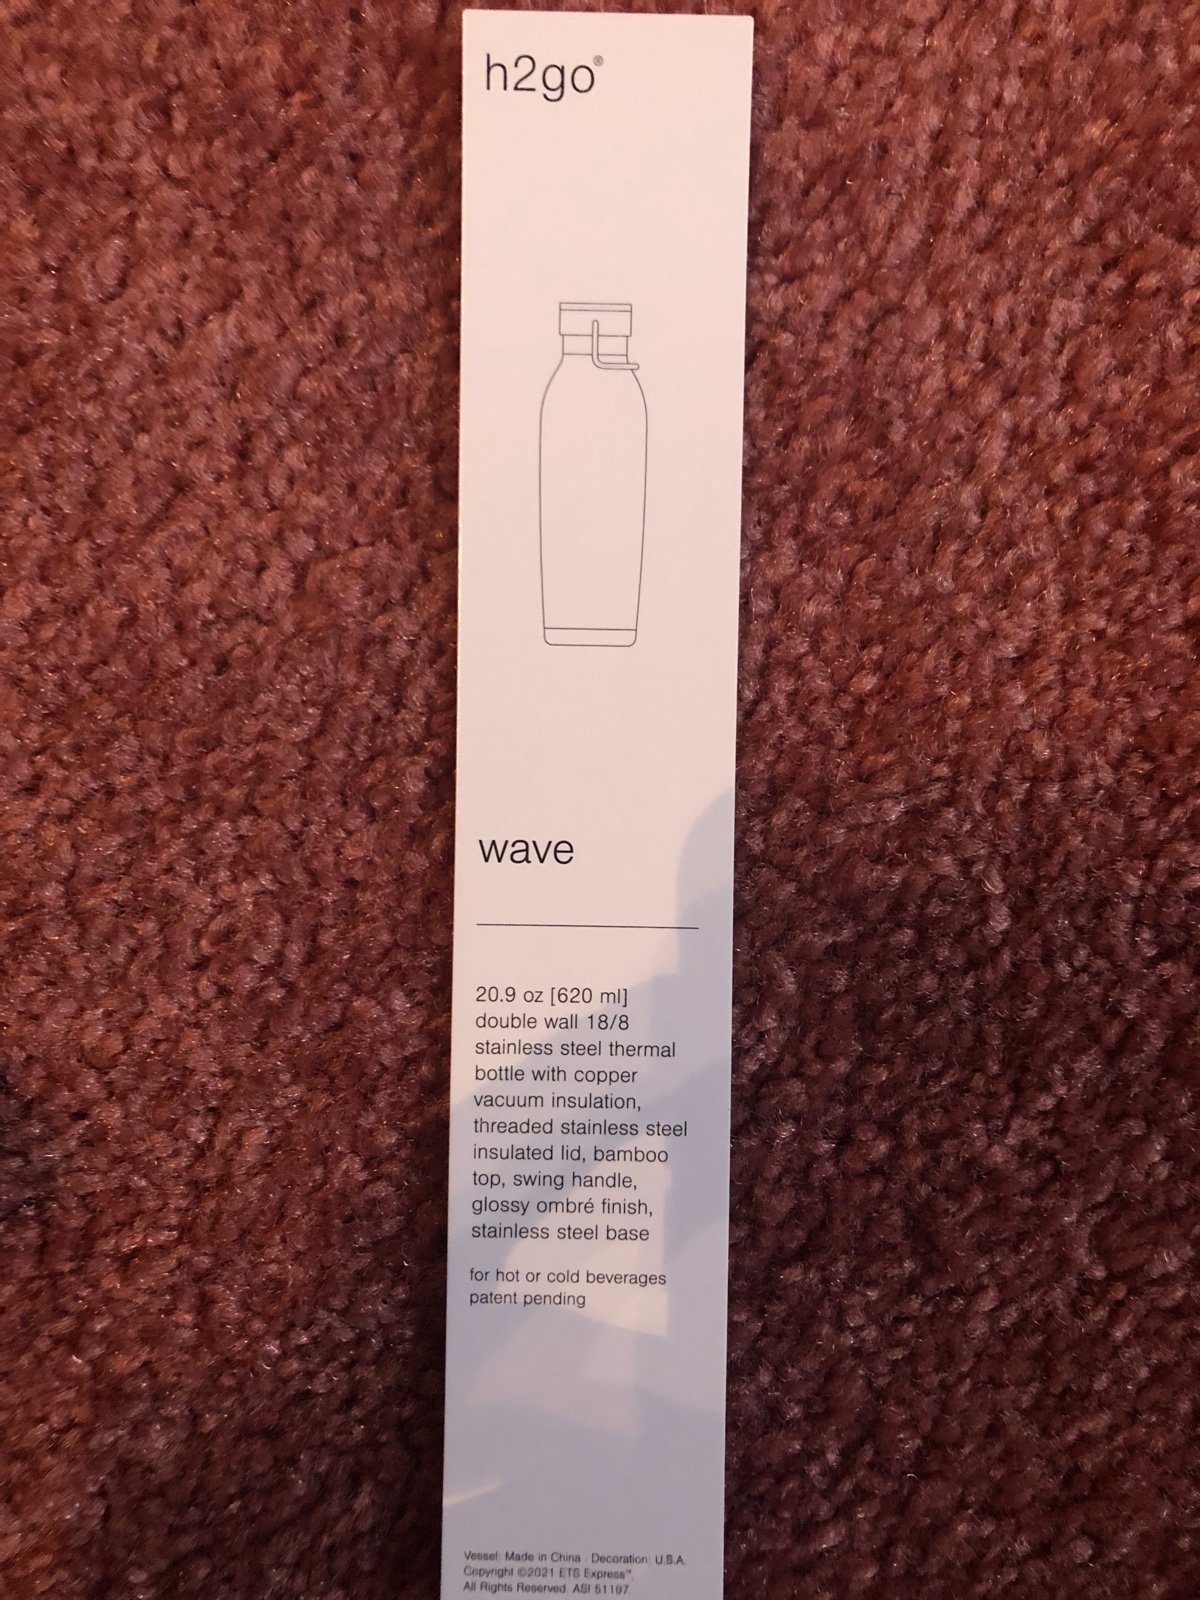 h2go®
wave
20.9 oz [620 ml]
double wall 18/8
stainless steel thermal
bottle with copper
vacuum insulation,
threaded stainless steel
insulated lid, bamboo
top, swing handle,
glossy ombré finish,
stainless steel base
for hot or cold beverages
patent pending
Vessel: Made in China · Decoration: U.S.A.
Copyright ©2021 ETS Express™
All Rights Reserved. ASI 51197